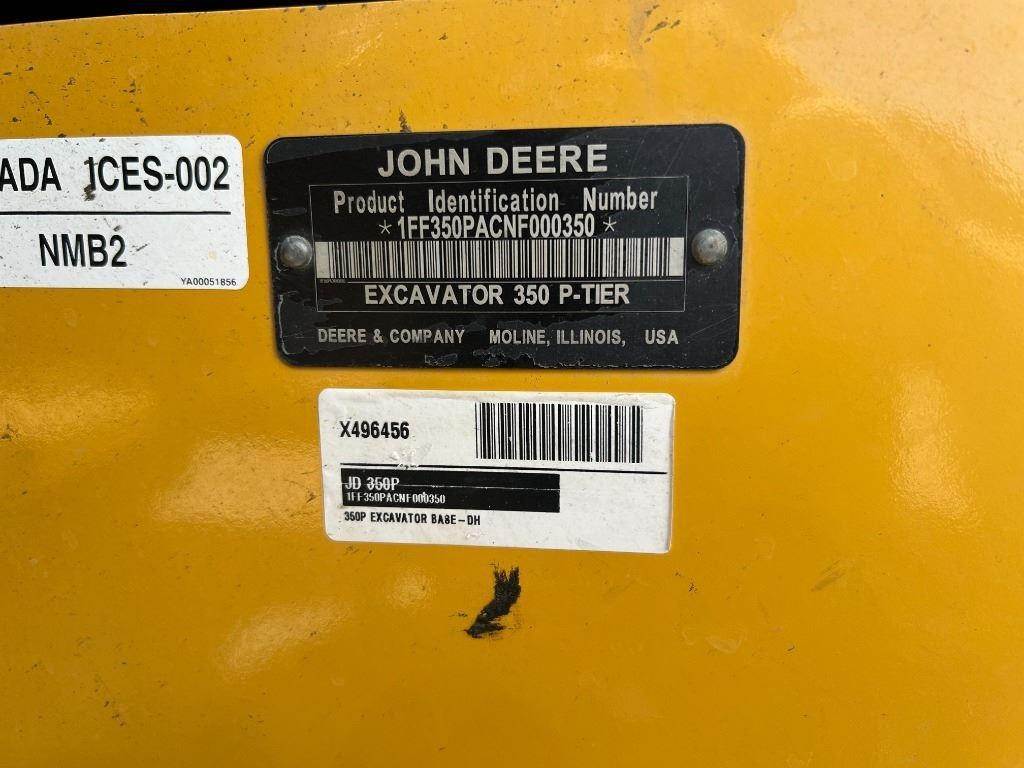 ADA ICES-002
NMB2
YA00051856
JOHN DEERE
Product Identification Number
*1FF350PACNF000350*
EXCAVATOR 350 P-TIER
DEERE & COMPANY MOLINE, ILLINOIS, USA
X496456
JD 350P
1FF350PACNF000350
350P EXCAVATOR BASE-DH